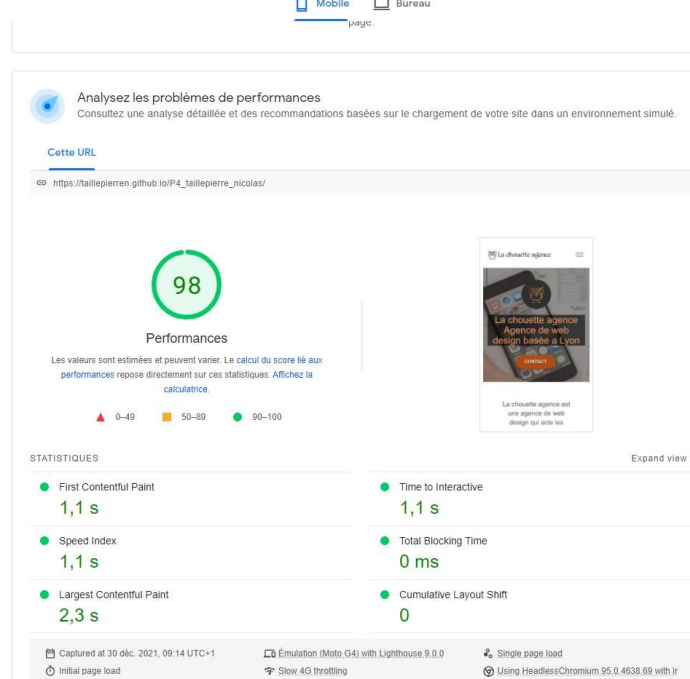 Mobile
Bureau
page.
Analysez les problèmes de performances
Consultez une analyse détaillée et des recommandations basées sur le chargement de votre site dans un environnement simulé.
Cette URL
https://taillepierren.github.io/P4_taillepierre_nicolas/
98
Performances
Les valeurs sont estimées et peuvent varier. Le calcul du score lié aux
performances repose directement sur ces statistiques. Affichez la
calculatrice.
0–49
50–89
90–100
La chouette agence
La chouette agence
Agence de web
design basée a Lyon
CONTACT
La chouette agence est
une agence de web
design qui aide les
STATISTIQUES
Expand view
First Contentful Paint
1,1 s
Time to Interactive
1,1 s
Speed Index
1,1 s
Total Blocking Time
0 ms
Largest Contentful Paint
2,3 s
Cumulative Layout Shift
0
Captured at 30 déc. 2021, 09:14 UTC+1
Émulation (Moto G4) with Lighthouse 9.0.0
Single page load
Initial page load
Slow 4G throttling
Using HeadlessChromium 95.0.4638.69 with lr